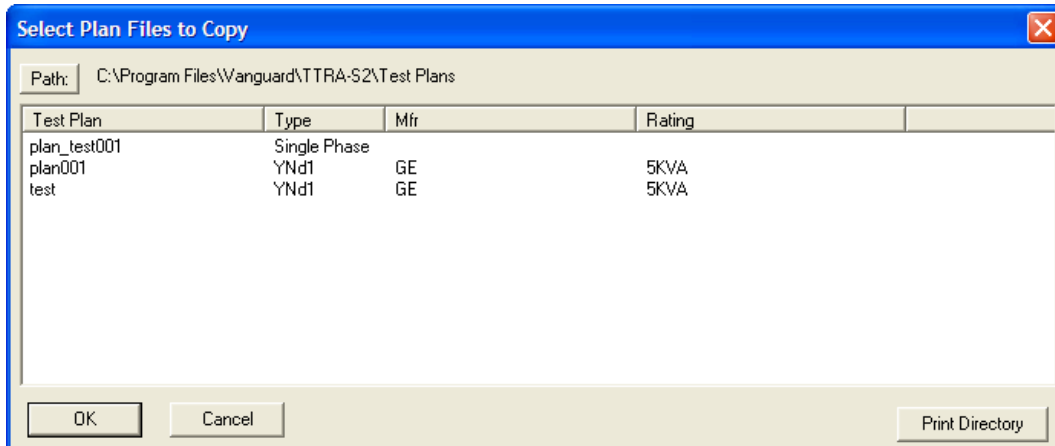 Select Plan Files to Copy
Path: C:\Program Files\Vanguard\TTRA-S2\Test Plans
Test Plan Type Mfr Rating
plan_test001 Single Phase
plan001 YNd1 GE 5KVA
test YNd1 GE 5KVA
OK Cancel Print Directory